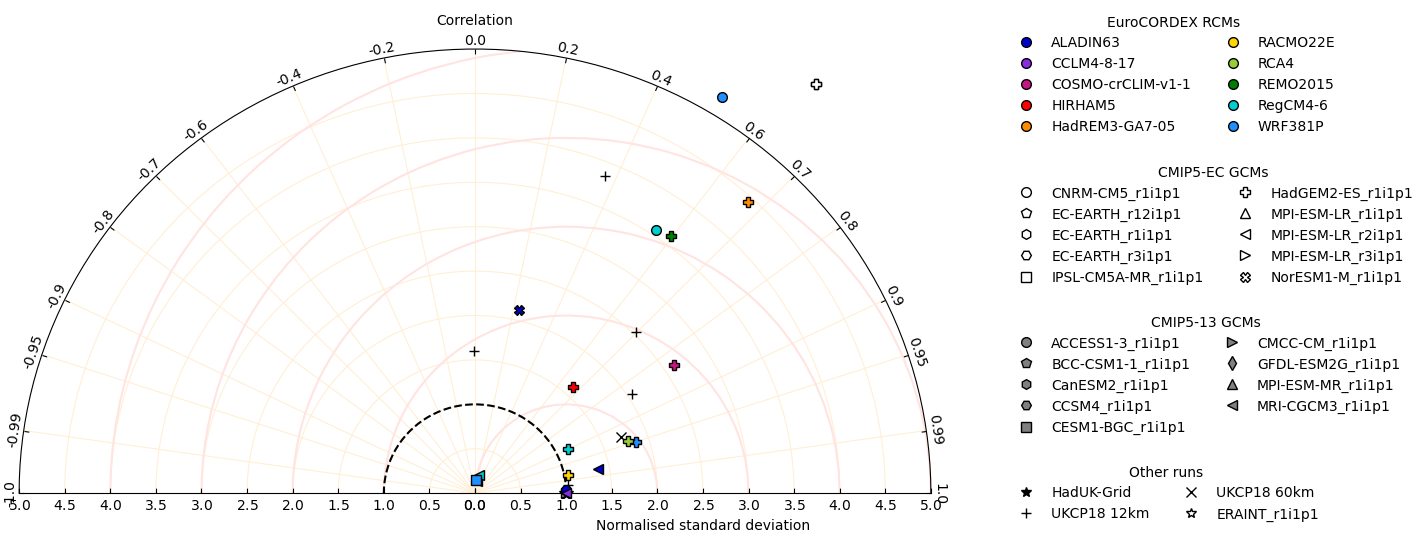 Correlation
0.0
-0.2
0.2
-0.4
0.4
-0.6
0.6
-0.7
0.7
-0.8
0.8
-0.9
0.9
-0.95
0.95
-0.99
0.99
-1.0
1.0
5.0 4.5 4.0 3.5 3.0 2.5 2.0 1.5 1.0 0.5 0.0 0.5 1.0 1.5 2.0 2.5 3.0 3.5 4.0 4.5 5.0
Normalised standard deviation
EuroCORDEX RCMs
ALADIN63 RACMO22E
CCLM4-8-17 RCA4
COSMO-crCLIM-v1-1 REMO2015
HIRHAM5 RegCM4-6
HadREM3-GA7-05 WRF381P
CMIP5-EC GCMs
CNRM-CM5_r1i1p1 HadGEM2-ES_r1i1p1
EC-EARTH_r12i1p1 MPI-ESM-LR_r1i1p1
EC-EARTH_r1i1p1 MPI-ESM-LR_r2i1p1
EC-EARTH_r3i1p1 MPI-ESM-LR_r3i1p1
IPSL-CM5A-MR_r1i1p1 NorESM1-M_r1i1p1
CMIP5-13 GCMs
ACCESS1-3_r1i1p1 CMCC-CM_r1i1p1
BCC-CSM1-1_r1i1p1 GFDL-ESM2G_r1i1p1
CanESM2_r1i1p1 MPI-ESM-MR_r1i1p1
CCSM4_r1i1p1 MRI-CGCM3_r1i1p1
CESM1-BGC_r1i1p1
Other runs
HadUK-Grid UKCP18 60km
UKCP18 12km ERAINT_r1i1p1